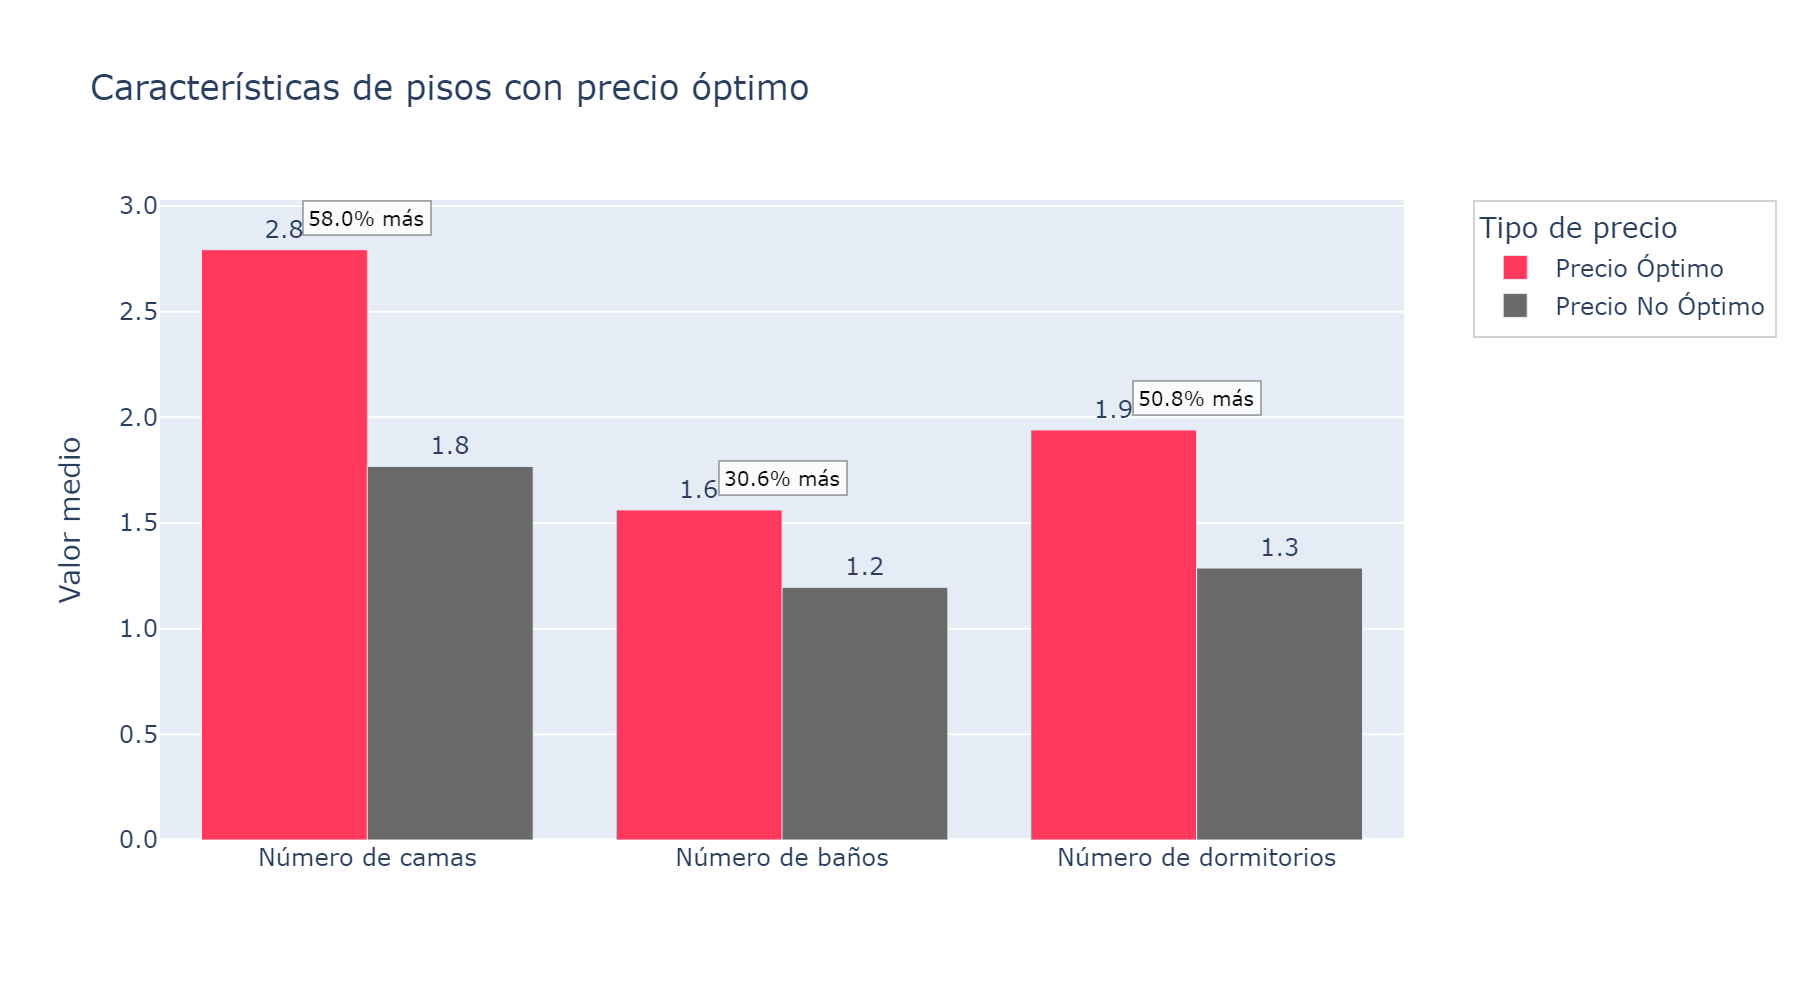 Características de pisos con precio óptimo
3.0
2.5
2.0
1.5
1.0
0.5
0.0
Valor medio
2.8
58.0% más
1.8
1.6
30.6% más
1.2
1.9
50.8% más
1.3
Número de camas
Número de baños
Número de dormitorios
Tipo de precio
Precio Óptimo
Precio No Óptimo